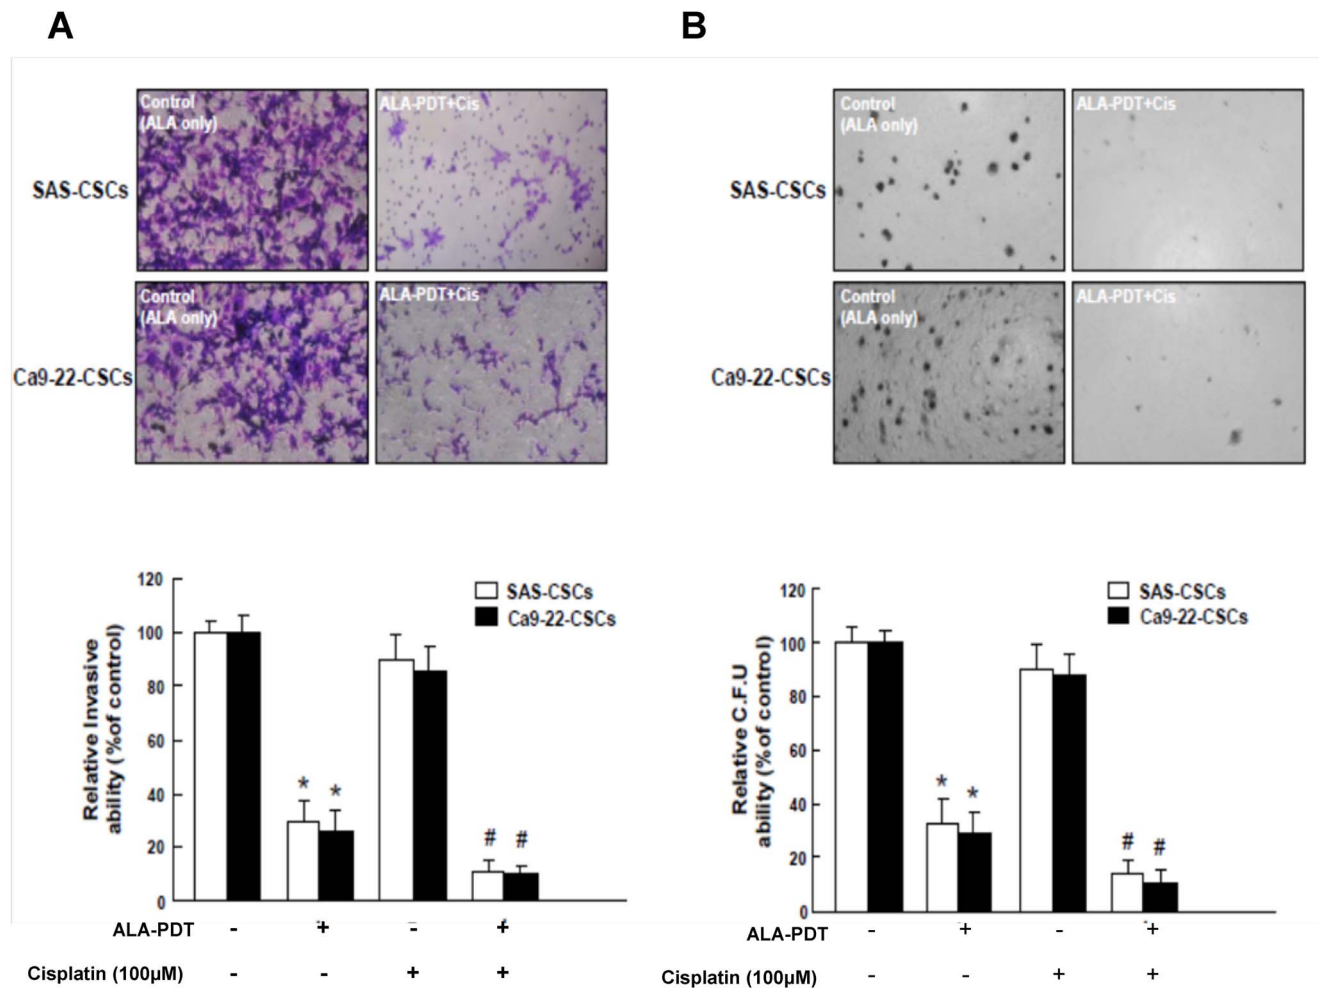 A
B
Control
(ALA only)
ALA-PDT+Cis
SAS-CSCs
Control
(ALA only)
ALA-PDT+Cis
Ca9-22-CSCs
Control
(ALA only)
ALA-PDT+Cis
SAS-CSCs
Control
(ALA only)
ALA-PDT+Cis
Ca9-22-CSCs
Relative Invasive
ability (%of control)
120
100
80
60
40
20
0
SAS-CSCs
Ca9-22-CSCs
* * # #
ALA-PDT - + - +
Cisplatin (100μM) - - + +
Relative C.F.U
ability (%of control)
120
100
80
60
40
20
0
SAS-CSCs
Ca9-22-CSCs
* * # #
ALA-PDT - + - +
Cisplatin (100μM) - - + +